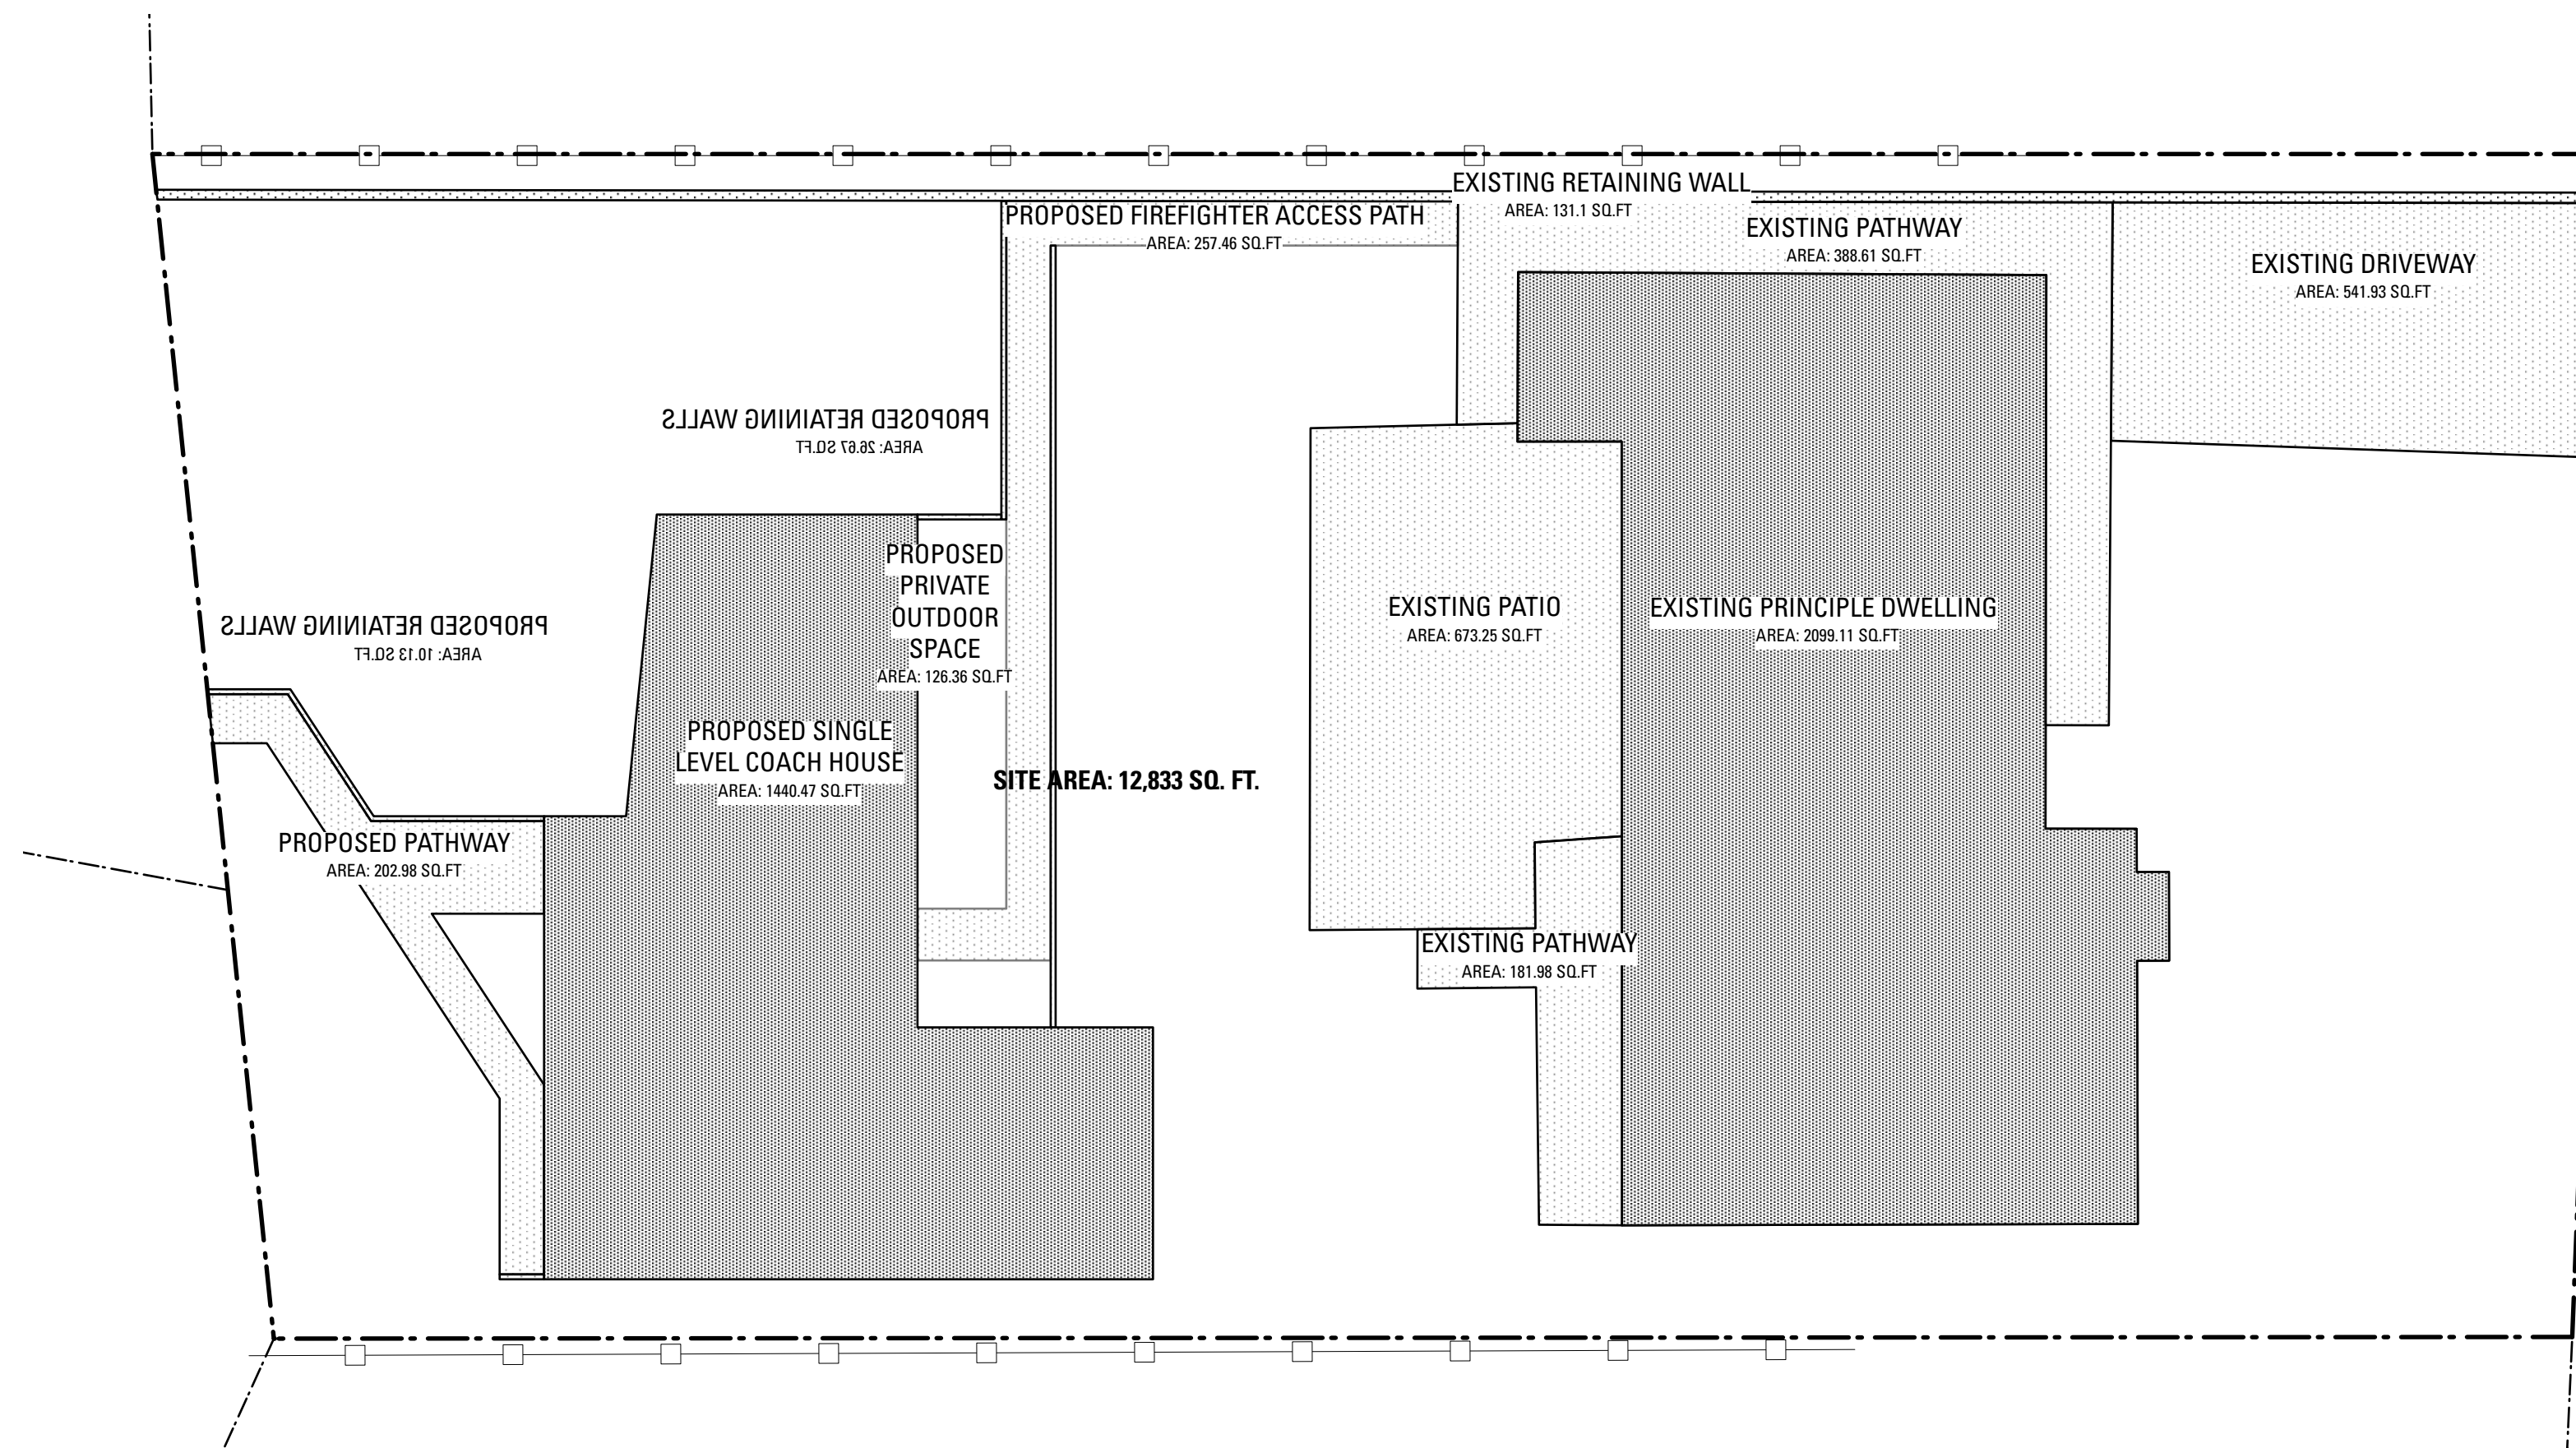 EXISTING RETAINING WALL
AREA: 131.1 SQ.FT
PROPOSED FIREFIGHTER ACCESS PATH
AREA: 257.46 SQ.FT
EXISTING PATHWAY
AREA: 388.61 SQ.FT
EXISTING DRIVEWAY
AREA: 541.93 SQ.FT
PROPOSED RETAINING WALLS
AREA: 26.67 SQ.FT
PROPOSED
PRIVATE
OUTDOOR
SPACE
AREA: 126.36 SQ.FT
PROPOSED RETAINING WALLS
AREA: 10.13 SQ.FT
EXISTING PATIO
AREA: 673.25 SQ.FT
EXISTING PRINCIPLE DWELLING
AREA: 2099.11 SQ.FT
PROPOSED SINGLE
LEVEL COACH HOUSE
AREA: 1440.47 SQ.FT
SITE AREA: 12,833 SQ. FT.
PROPOSED PATHWAY
AREA: 202.98 SQ.FT
EXISTING PATHWAY
AREA: 181.98 SQ.FT